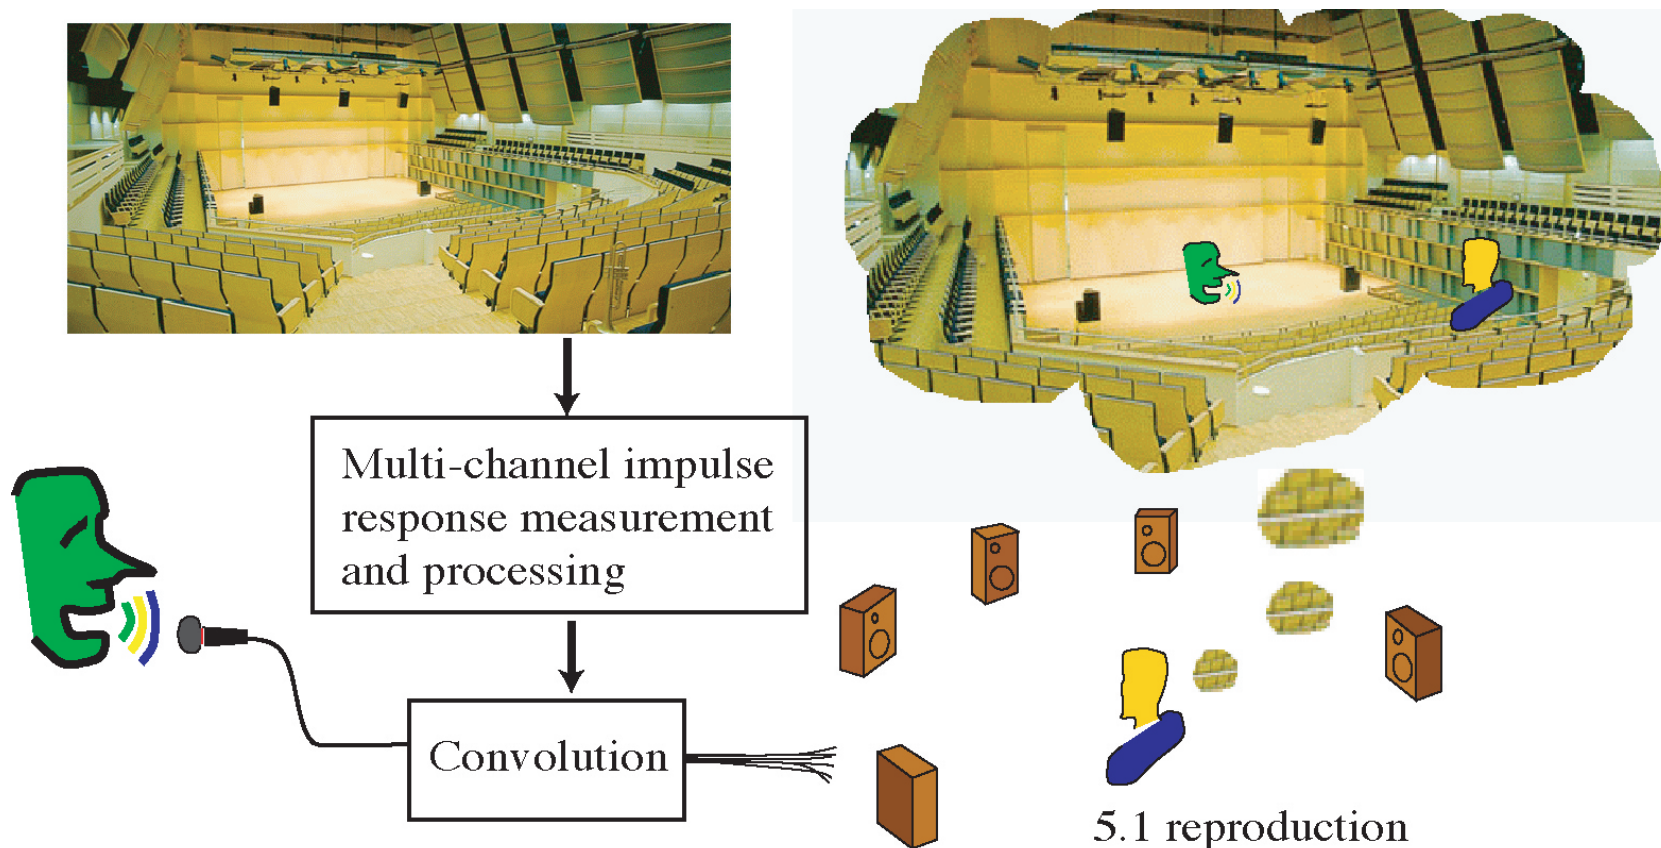 Multi-channel impulse
response measurement
and processing
Convolution
5.1 reproduction